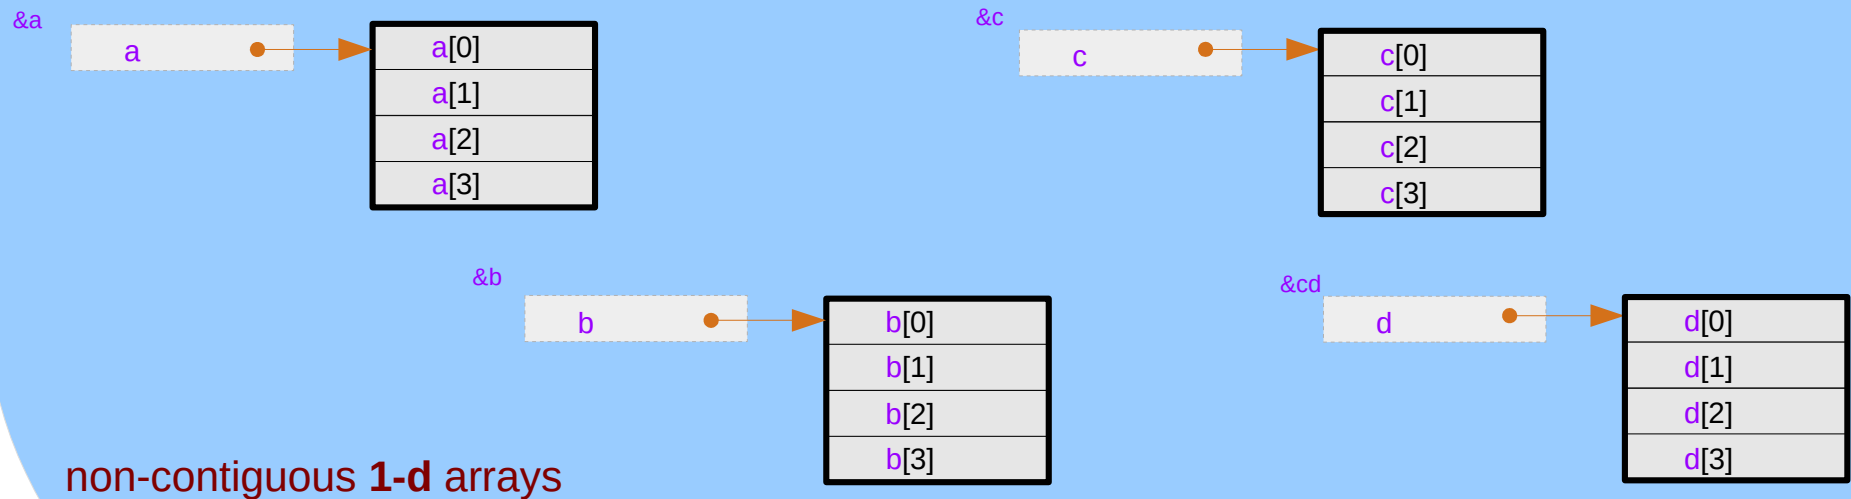 &a
a
a[0]
a[1]
a[2]
a[3]
&c
c
c[0]
c[1]
c[2]
c[3]
&b
b
b[0]
b[1]
b[2]
b[3]
&cd
d
d[0]
d[1]
d[2]
d[3]
non-contiguous 1-d arrays